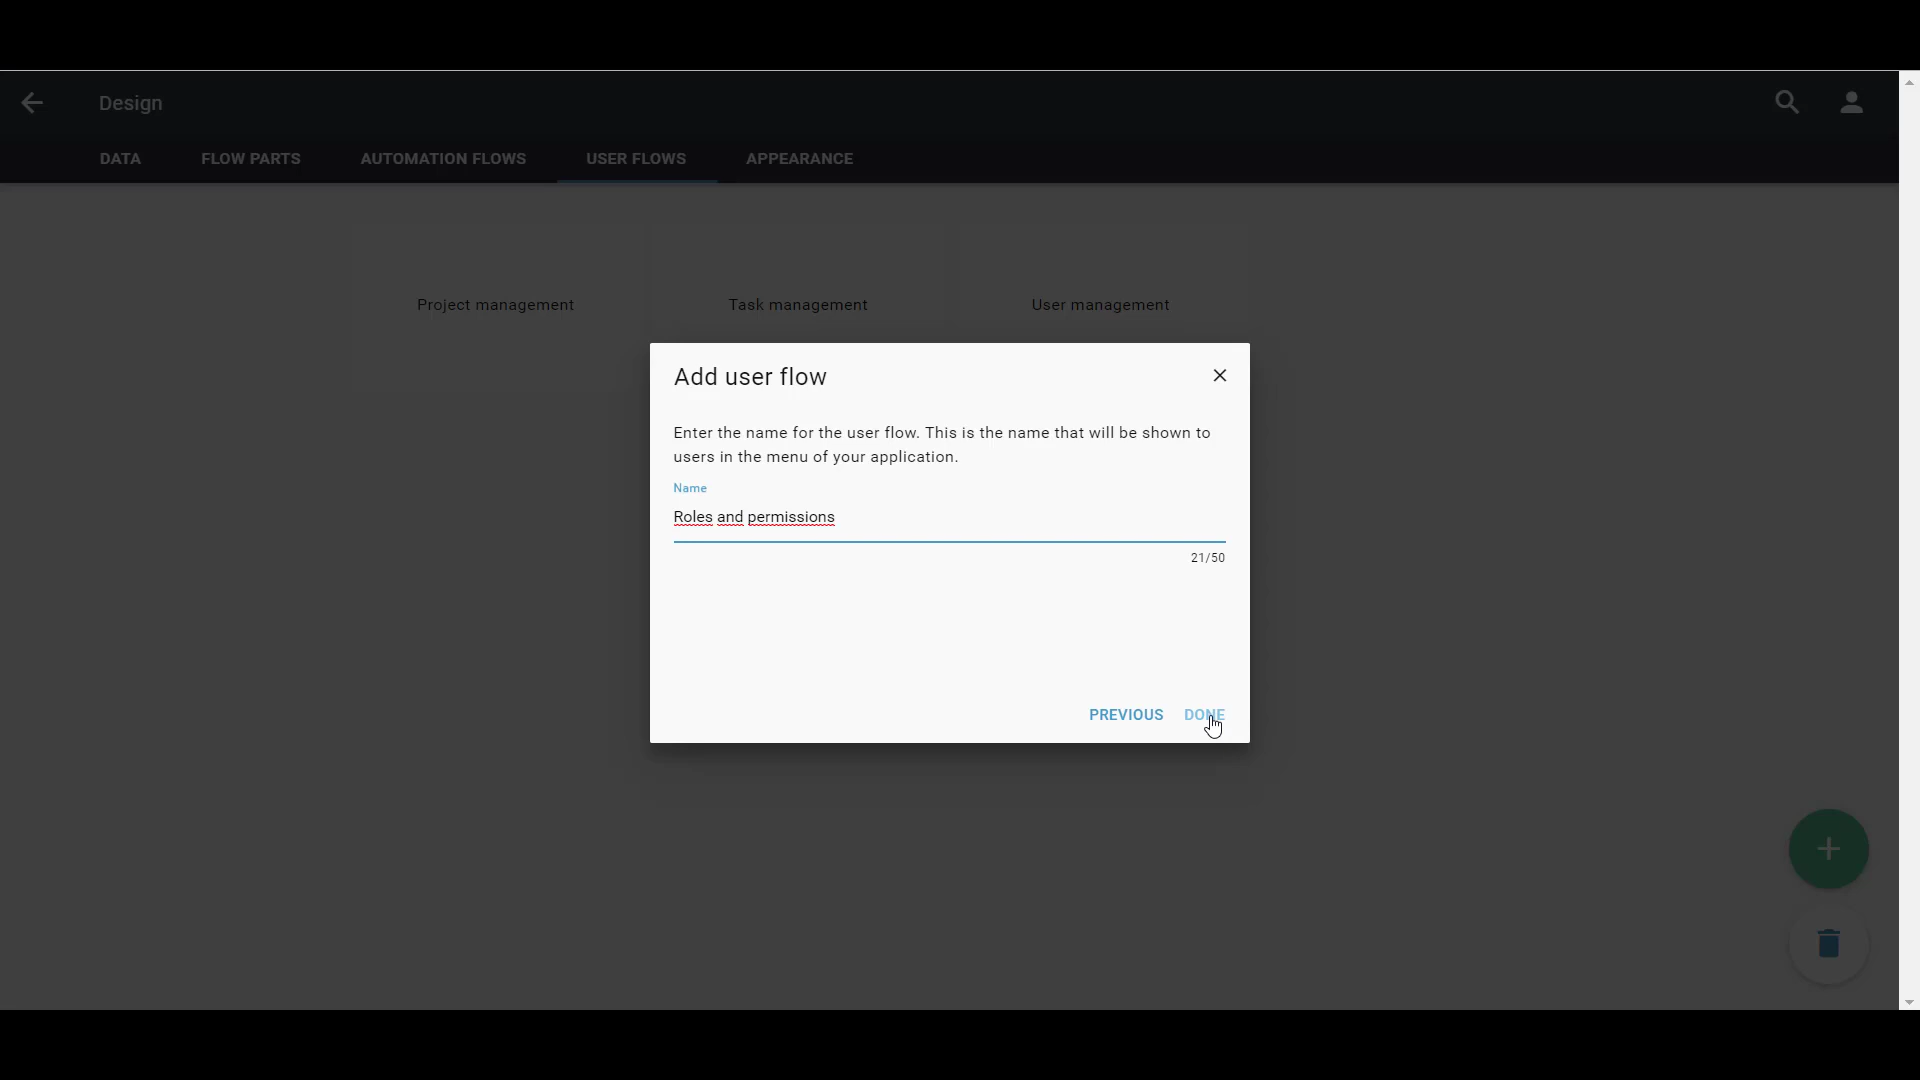 Design
DATA FLOW PARTS AUTOMATION FLOWS USER FLOWS APPEARANCE
Project management Task management User management
Add user flow
Enter the name for the user flow. This is the name that will be shown to
users in the menu of your application.
Name
Roles and permissions
21/50
PREVIOUS DONE